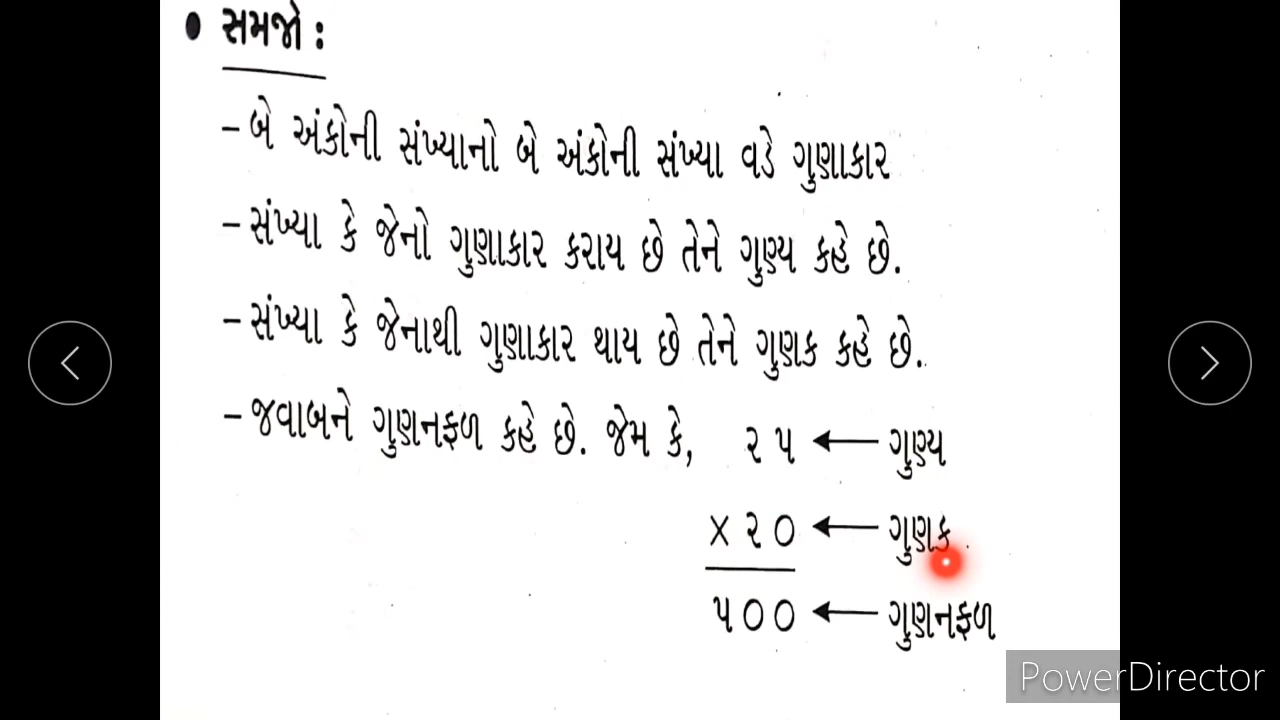 • સમજો :
– બે અંકોની સંખ્યાનો બે અંકોની સંખ્યા વડે ગુણાકાર
– સંખ્યા કે જેનો ગુણાકાર કરાય છે તેને ગુણ્ય કહે છે.
– સંખ્યા કે જેનાથી ગુણાકાર થાય છે તેને ગુણક કહે છે.
– જવાબને ગુણનફળ કહે છે. જેમ કે, ૨૫ ← ગુણ્ય
× ૨૦ ← ગુણક
૫૦૦ ← ગુણનફળ
PowerDirector